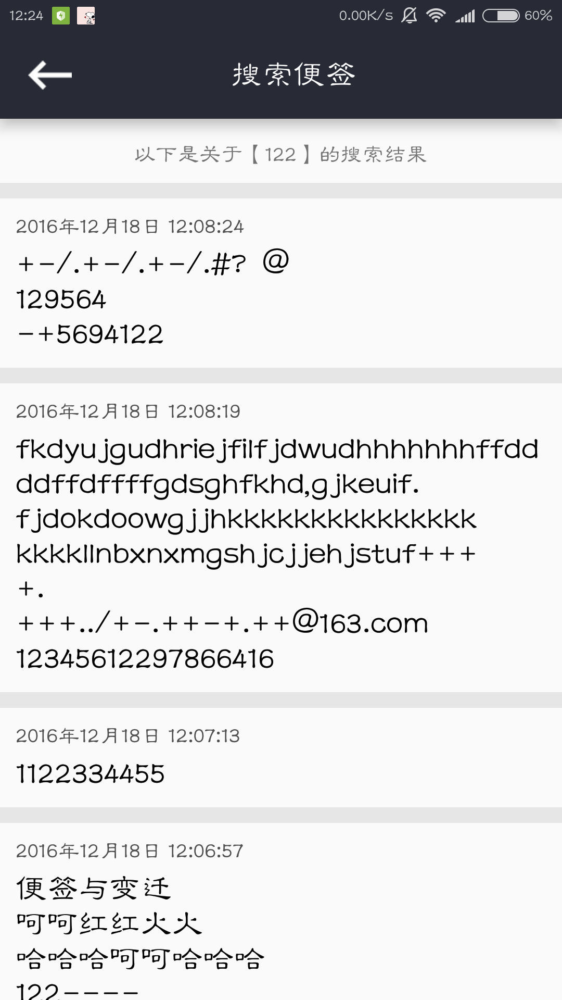 12:24 0.00K/s 60%
搜索便签
以下是关于【122】的搜索结果
2016年12月18日 12:08:24
+-/.+-/.+-/.#? @
129564
-+5694122
2016年12月18日 12:08:19
fkdyujgudhriejfilfjdwudhhhhhhhffdd
ddffdffffgdsghfkhd,gjkeuif.
fjdokdoowgjjhkkkkkkkkkkkkkkk
kkkkllnbxnxmgshjcjjehjstuf+++
+.
+++../+-.++-+.++@163.com
12345612297866416
2016年12月18日 12:07:13
1122334455
2016年12月18日 12:06:57
便签与变迁
呵呵红红火火
哈哈哈呵呵哈哈哈
122----